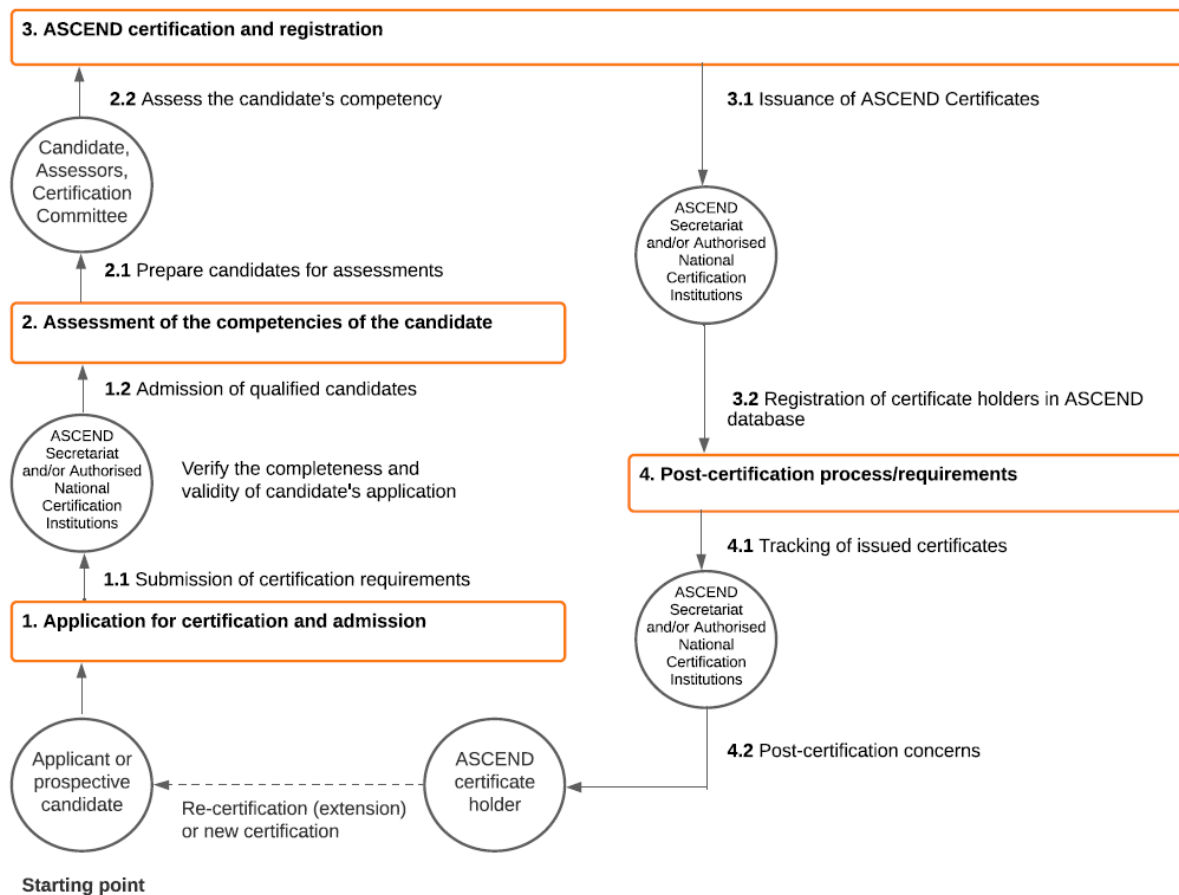 3. ASCEND certification and registration
2.2 Assess the candidate's competency
3.1 Issuance of ASCEND Certificates
Candidate,
Assessors,
Certification
Committee
ASCEND
Secretariat
and/or Authorised
National
Certification
Institutions
2.1 Prepare candidates for assessments
2. Assessment of the competencies of the candidate
1.2 Admission of qualified candidates
3.2 Registration of certificate holders in ASCEND
database
ASCEND
Secretariat
and/or Authorised
National
Certification
Institutions
Verify the completeness and
validity of candidate's application
4. Post-certification process/requirements
4.1 Tracking of issued certificates
1.1 Submission of certification requirements
1. Application for certification and admission
ASCEND
Secretariat
and/or Authorised
National
Certification
Institutions
4.2 Post-certification concerns
Applicant or
prospective
candidate
ASCEND
certificate
holder
Re-certification (extension)
or new certification
Starting point